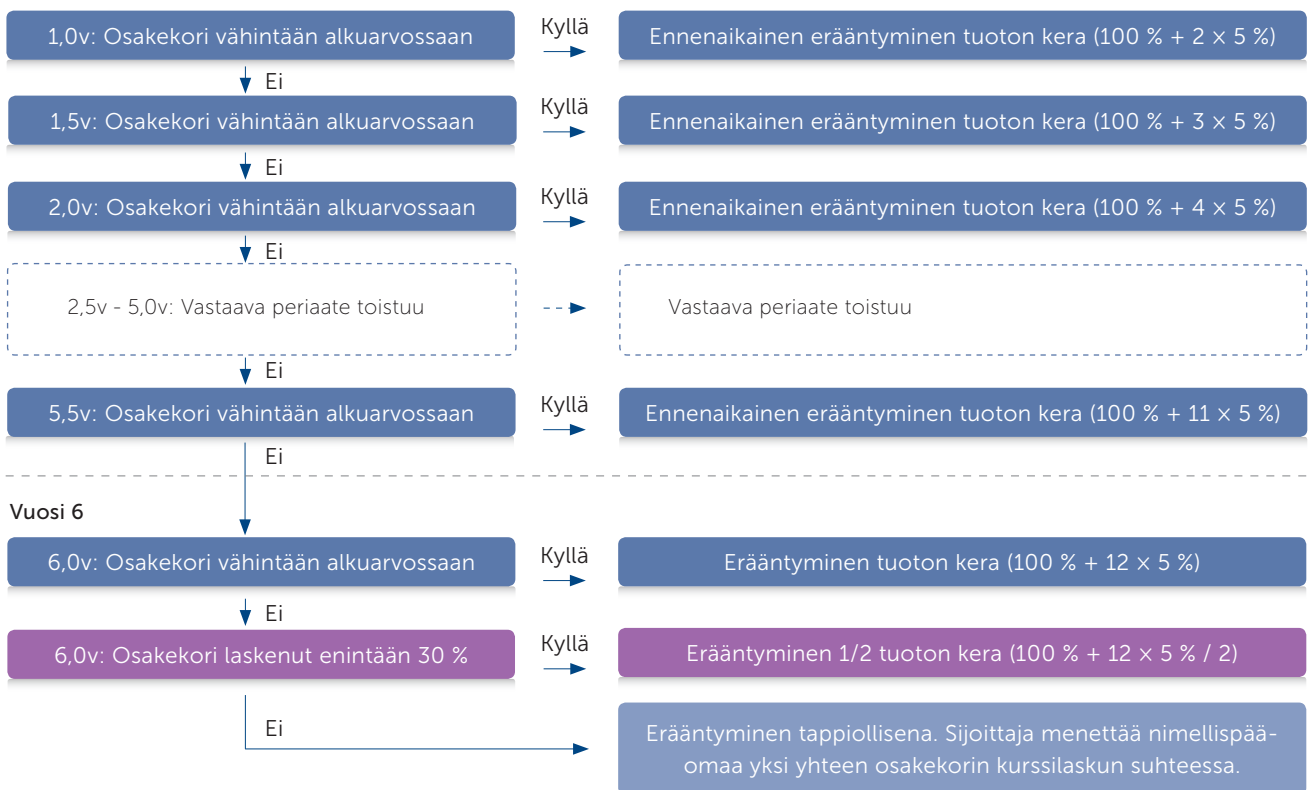 1,0v: Osakekori vähintään alkuarvossaan
Kyllä
Ennenaikainen erääntyminen tuoton kera (100 % + 2 × 5 %)
Ei
1,5v: Osakekori vähintään alkuarvossaan
Kyllä
Ennenaikainen erääntyminen tuoton kera (100 % + 3 × 5 %)
Ei
2,0v: Osakekori vähintään alkuarvossaan
Kyllä
Ennenaikainen erääntyminen tuoton kera (100 % + 4 × 5 %)
Ei
2,5v - 5,0v: Vastaava periaate toistuu
Vastaava periaate toistuu
Ei
5,5v: Osakekori vähintään alkuarvossaan
Kyllä
Ennenaikainen erääntyminen tuoton kera (100 % + 11 × 5 %)
Ei
Vuosi 6
6,0v: Osakekori vähintään alkuarvossaan
Kyllä
Erääntyminen tuoton kera (100 % + 12 × 5 %)
Ei
6,0v: Osakekori laskenut enintään 30 %
Kyllä
Erääntyminen 1/2 tuoton kera (100 % + 12 × 5 % / 2)
Ei
Erääntyminen tappiollisena. Sijoittaja menettää nimellispää-
omaa yksi yhteen osakekorin kurssilaskun suhteessa.